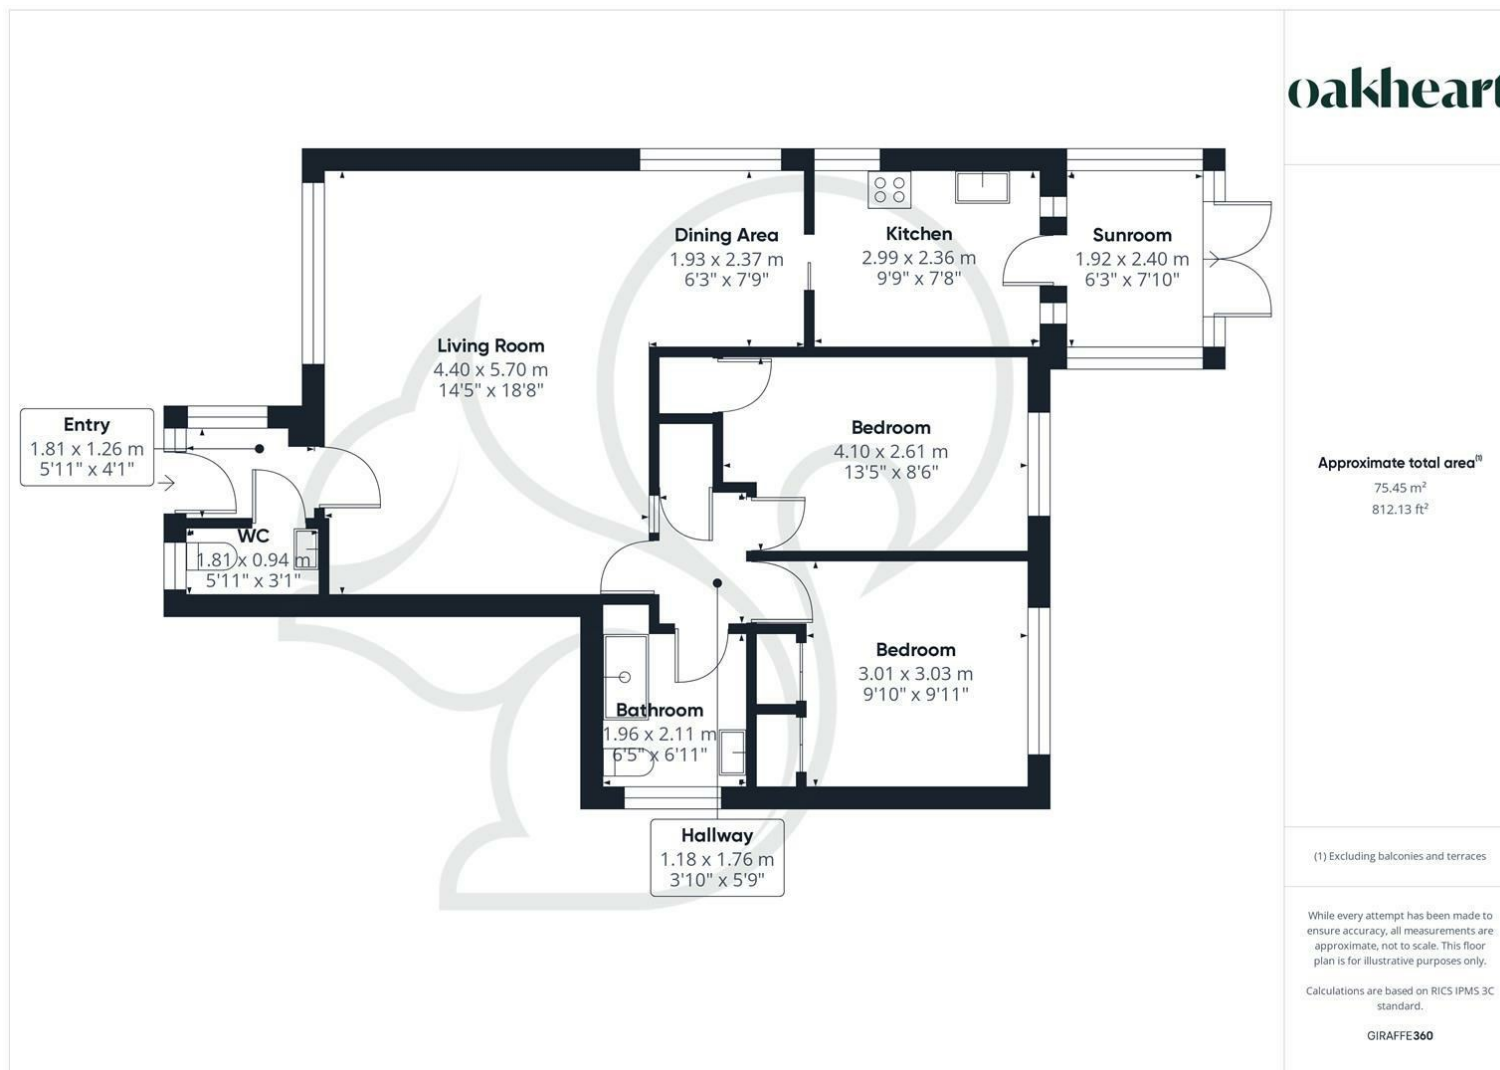 oakheart
Dining Area
1.93 x 2.37 m
6'3" x 7'9"
Kitchen
2.99 x 2.36 m
9'9" x 7'8"
Sunroom
1.92 x 2.40 m
6'3" x 7'10"
Living Room
4.40 x 5.70 m
14'5" x 18'8"
Entry
1.81 x 1.26 m
5'11" x 4'1"
Bedroom
4.10 x 2.61 m
13'5" x 8'6"
WC
1.81 x 0.94 m
5'11" x 3'1"
Bedroom
3.01 x 3.03 m
9'10" x 9'11"
Bathroom
1.96 x 2.11 m
6'5" x 6'11"
Hallway
1.18 x 1.76 m
3'10" x 5'9"
Approximate total area(1)
75.45 m²
812.13 ft²
(1) Excluding balconies and terraces
While every attempt has been made to
ensure accuracy, all measurements are
approximate, not to scale. This floor
plan is for illustrative purposes only.
Calculations are based on RICS IPMS 3C
standard.
GIRAFFE360